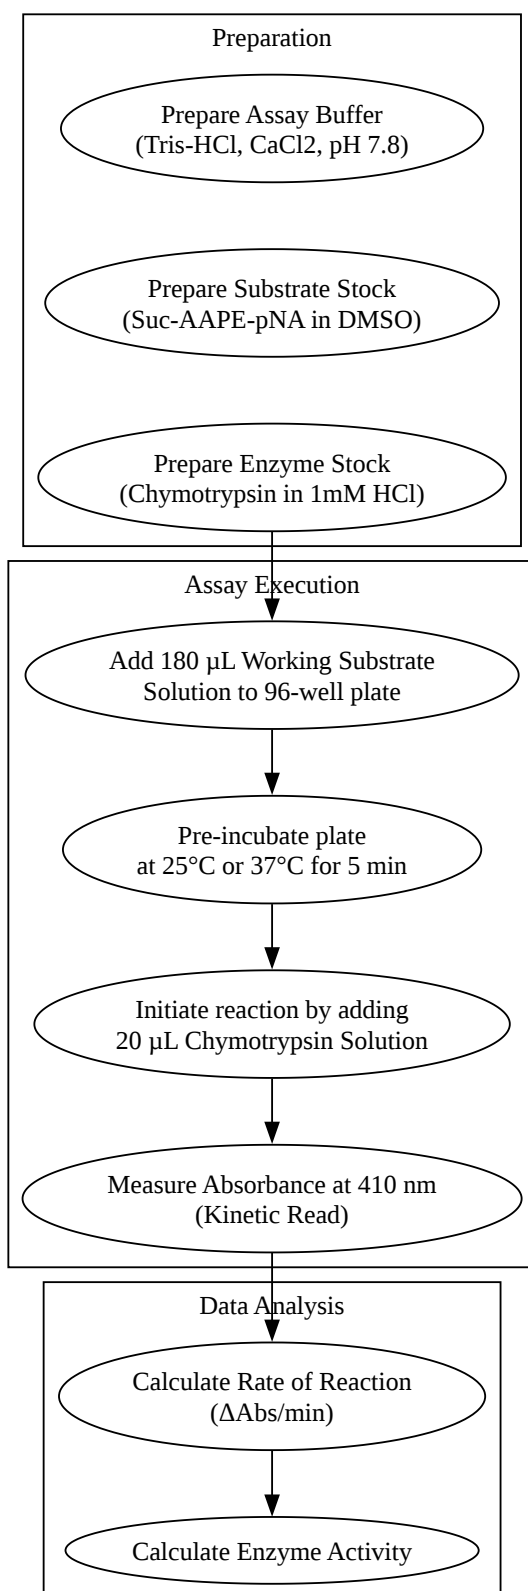 Preparation
Prepare Assay Buffer
(Tris-HCl, CaCl2, pH 7.8)
Prepare Substrate Stock
(Suc-AAPE-pNA in DMSO)
Prepare Enzyme Stock
(Chymotrypsin in 1mM HCl)
Assay Execution
Add 180 µL Working Substrate
Solution to 96-well plate
Pre-incubate plate
at 25°C or 37°C for 5 min
Initiate reaction by adding
20 µL Chymotrypsin Solution
Measure Absorbance at 410 nm
(Kinetic Read)
Data Analysis
Calculate Rate of Reaction
(ΔAbs/min)
Calculate Enzyme Activity